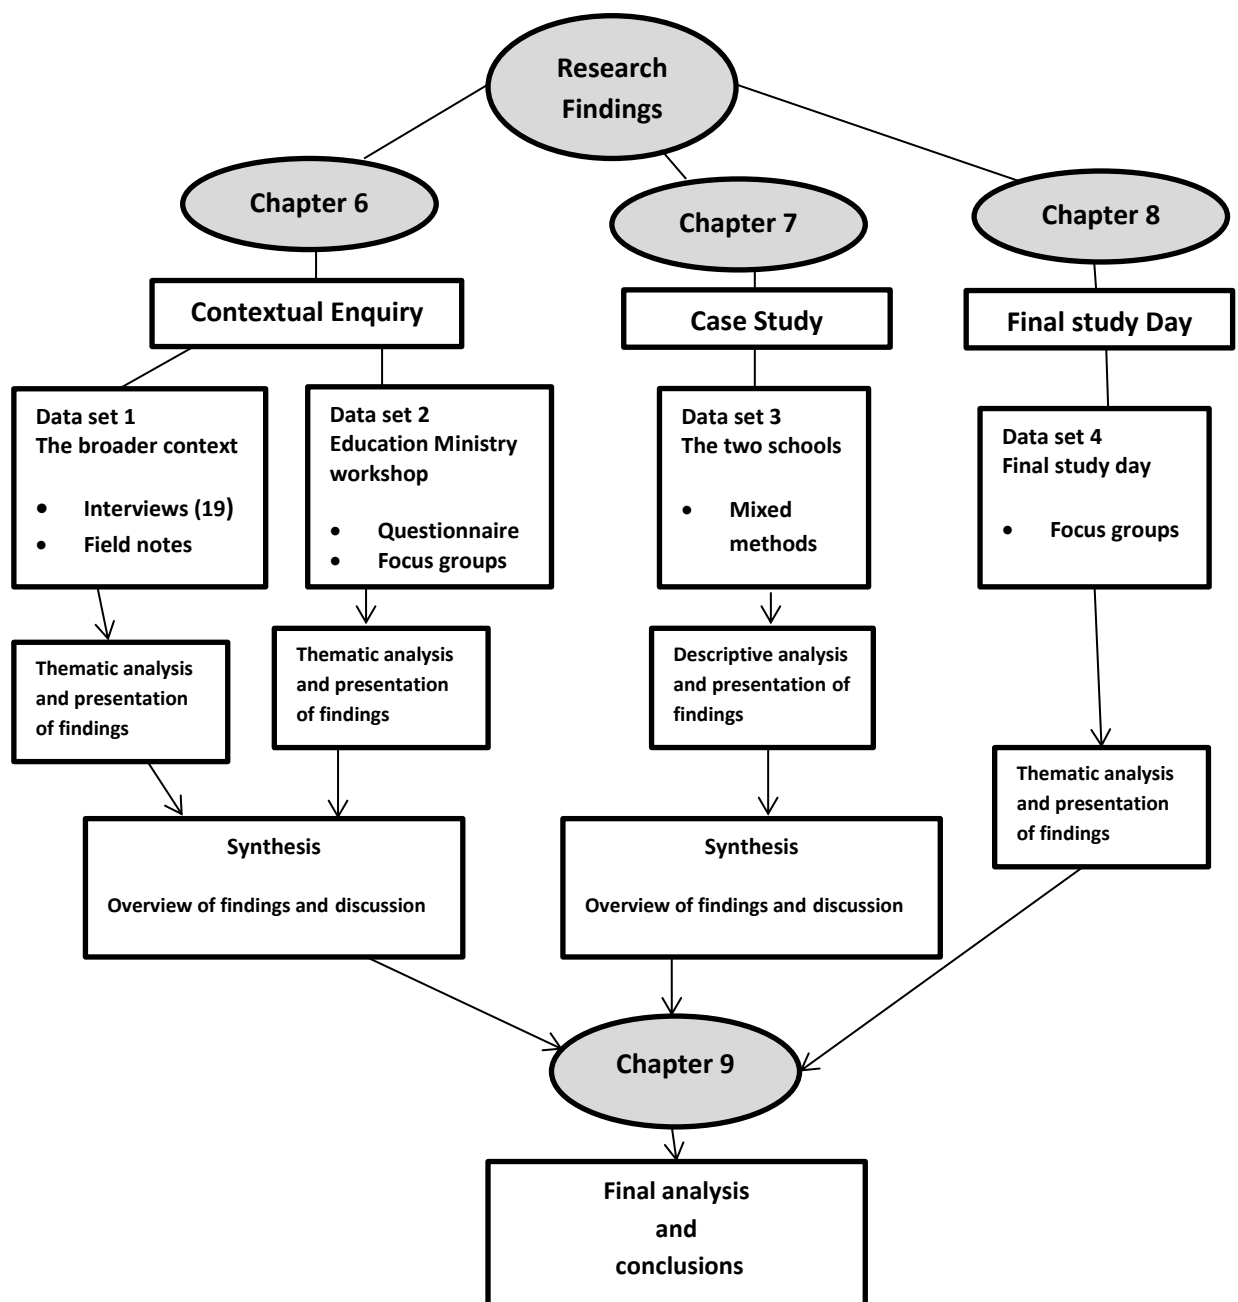 Research
Findings
Chapter 6
Chapter 7
Chapter 8
Contextual Enquiry
Case Study
Final study Day
Data set 1
The broader context
• Interviews (19)
• Field notes
Data set 2
Education Ministry
workshop
• Questionnaire
• Focus groups
Data set 3
The two schools
• Mixed
methods
Data set 4
Final study day
• Focus groups
Thematic analysis
and presentation
of findings
Thematic analysis
and presentation
of findings
Descriptive analysis
and presentation of
findings
Thematic analysis
and presentation
of findings
Synthesis
Overview of findings and discussion
Synthesis
Overview of findings and discussion
Chapter 9
Final analysis
and
conclusions